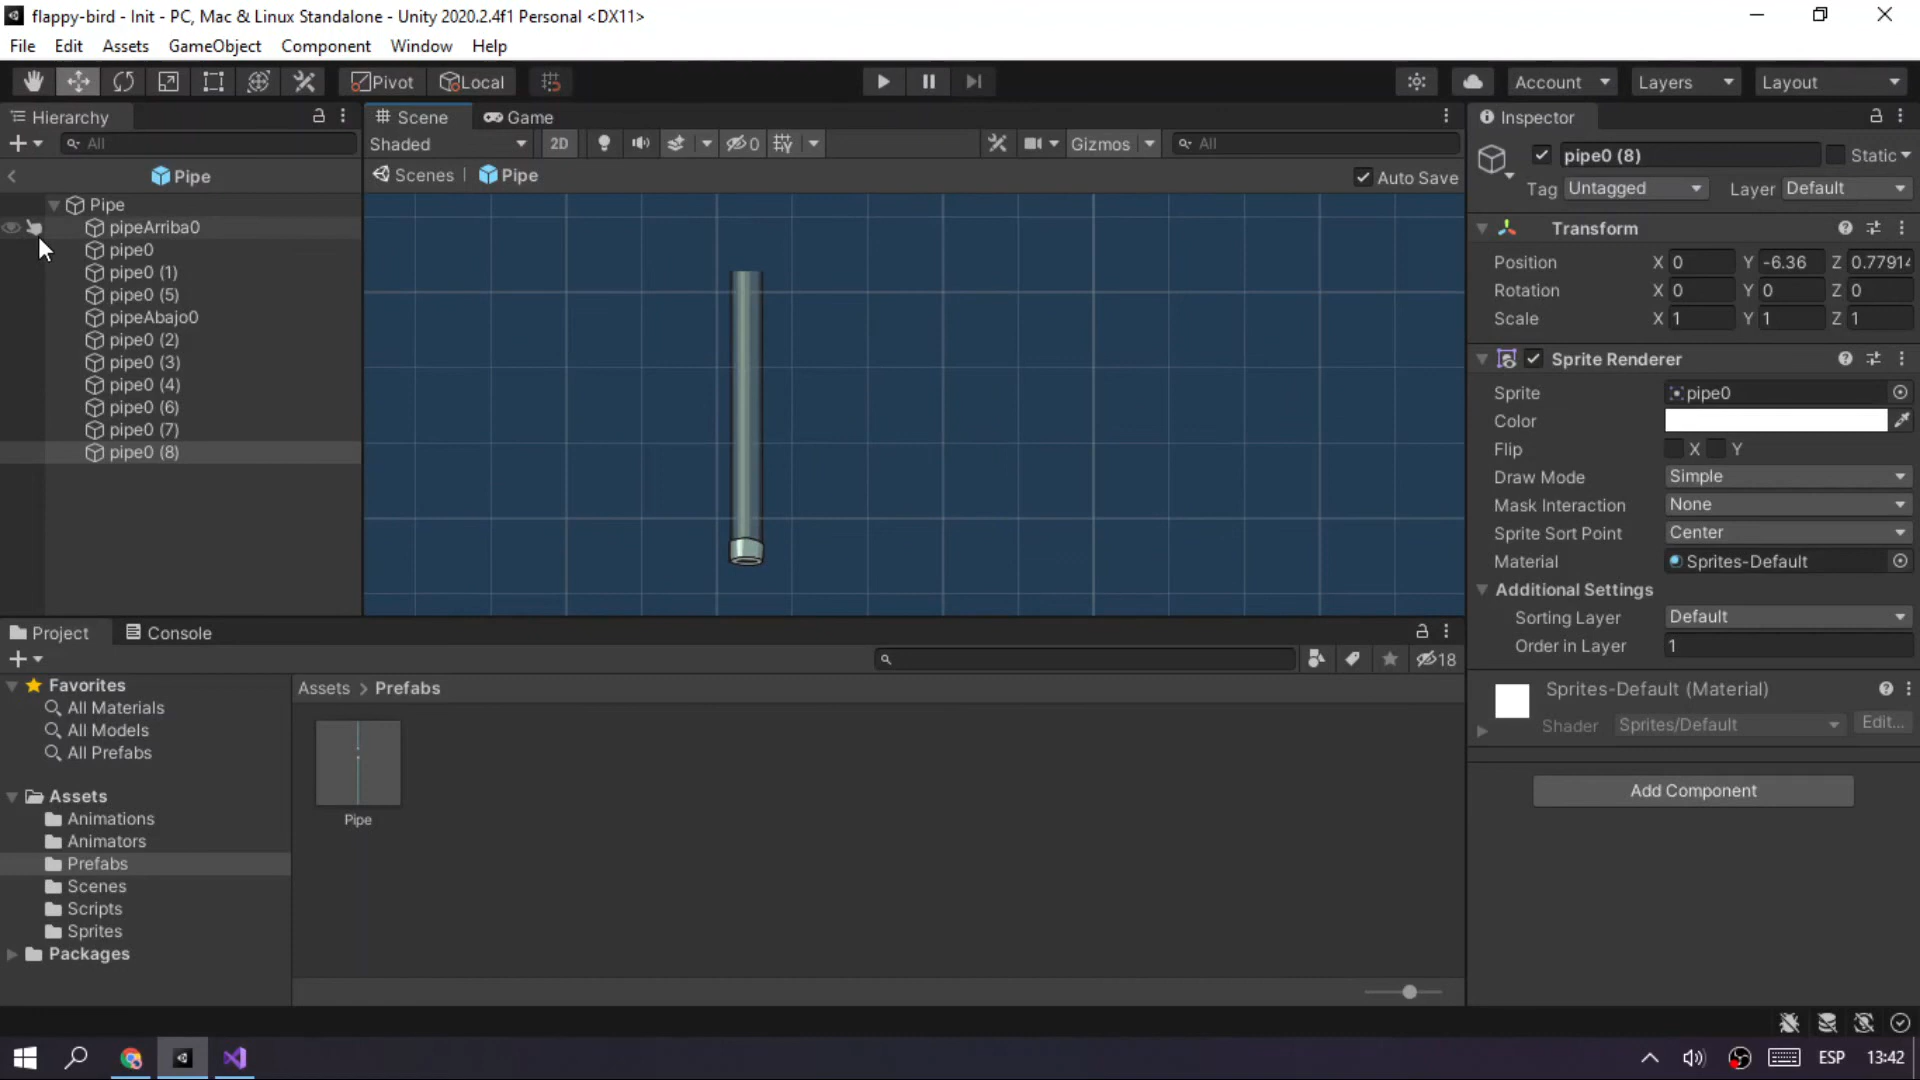 flappy-bird - Init - PC, Mac & Linux Standalone - Unity 2020.2.4f1 Personal <DX11>
File Edit Assets GameObject Component Window Help
Pivot Local Account Layers Layout
Hierarchy Scene Game Inspector
All Shaded 2D 0 Gizmos All
pipe0 (8) Static
Pipe Scenes Pipe Auto Save
Tag Untagged Layer Default
Pipe
pipeArriba0
pipe0
pipe0 (1)
pipe0 (5)
pipeAbajo0
pipe0 (2)
pipe0 (3)
pipe0 (4)
pipe0 (6)
pipe0 (7)
pipe0 (8)
Transform
Position X 0 Y -6.36 Z 0.77914
Rotation X 0 Y 0 Z 0
Scale X 1 Y 1 Z 1
Sprite Renderer
Sprite pipe0
Color
Flip X Y
Draw Mode Simple
Mask Interaction None
Sprite Sort Point Center
Material Sprites-Default
Additional Settings
Sorting Layer Default
Order in Layer 1
Sprites-Default (Material)
Shader Sprites/Default Edit...
Add Component
Project Console
18
Favorites
All Materials
All Models
All Prefabs
Assets
Animations
Animators
Prefabs
Scenes
Scripts
Sprites
Packages
Assets > Prefabs
Pipe
ESP 13:42